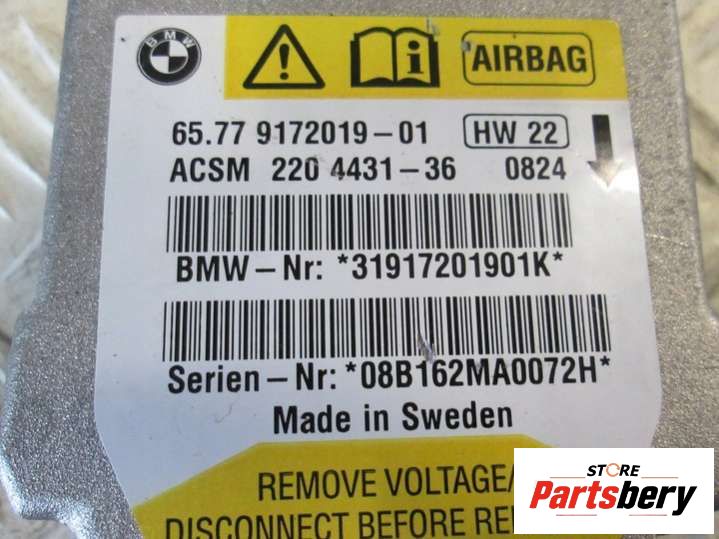 BMW
AIRBAG
65.77 9172019-01 HW 22
ACSM 220 4431-36 0824
BMW-Nr: *31917201901K*
Serien-Nr: *08B162MA0072H*
Made in Sweden
REMOVE VOLTAGE/
DISCONNECT BEFORE
STORE
Partsbery